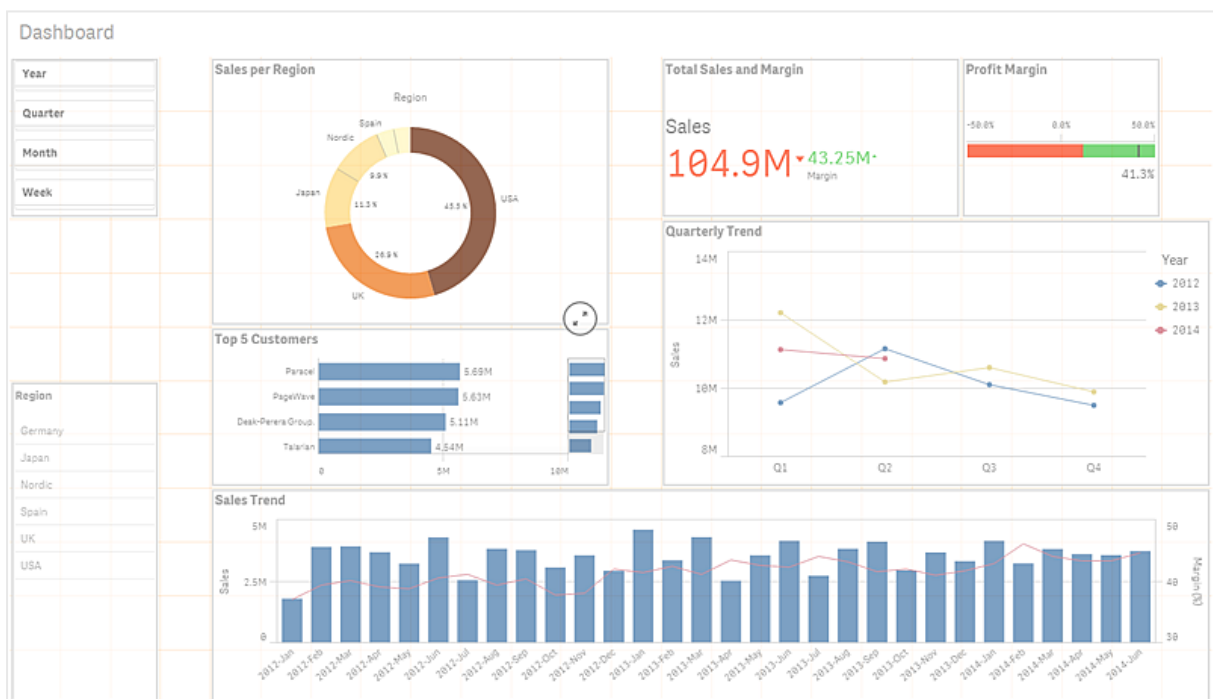 Dashboard
Year
Quarter
Month
Week
Region
Germany
Japan
Nordic
Spain
UK
USA
Sales per Region
Region
Spain
Nordic
9.9%
Japan
11.3%
45.5%
USA
26.9%
UK
Top 5 Customers
Paracel 5.69M
PageWave 5.63M
Deak-Perera Group. 5.11M
Talarian 4.54M
0 5M 10M
Total Sales and Margin
Sales
104.9M 43.25M
Margin
Profit Margin
-50.0% 0.0% 50.0%
41.3%
Quarterly Trend
14M
12M
10M
8M
Sales
Q1 Q2 Q3 Q4
Year
2012
2013
2014
Sales Trend
5M 50
2.5M 40
0 30
Sales
Margin (%)
2012-Jan 2012-Feb 2012-Mar 2012-Apr 2012-May 2012-Jun 2012-Jul 2012-Aug 2012-Sep 2012-Oct 2012-Nov 2012-Dec 2013-Jan 2013-Feb 2013-Mar 2013-Apr 2013-May 2013-Jun 2013-Jul 2013-Aug 2013-Sep 2013-Oct 2013-Nov 2013-Dec 2014-Jan 2014-Feb 2014-Mar 2014-Apr 2014-May 2014-Jun